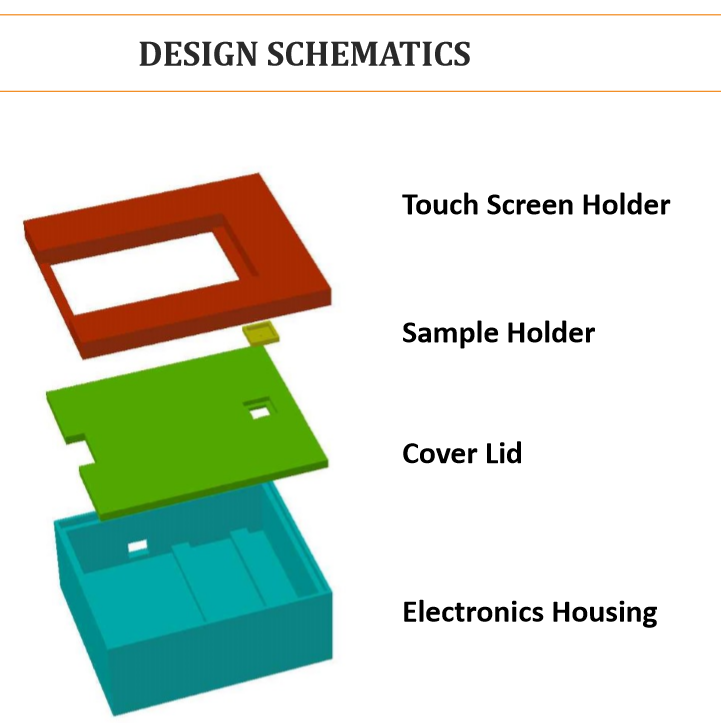 DESIGN SCHEMATICS
Touch Screen Holder
Sample Holder
Cover Lid
Electronics Housing